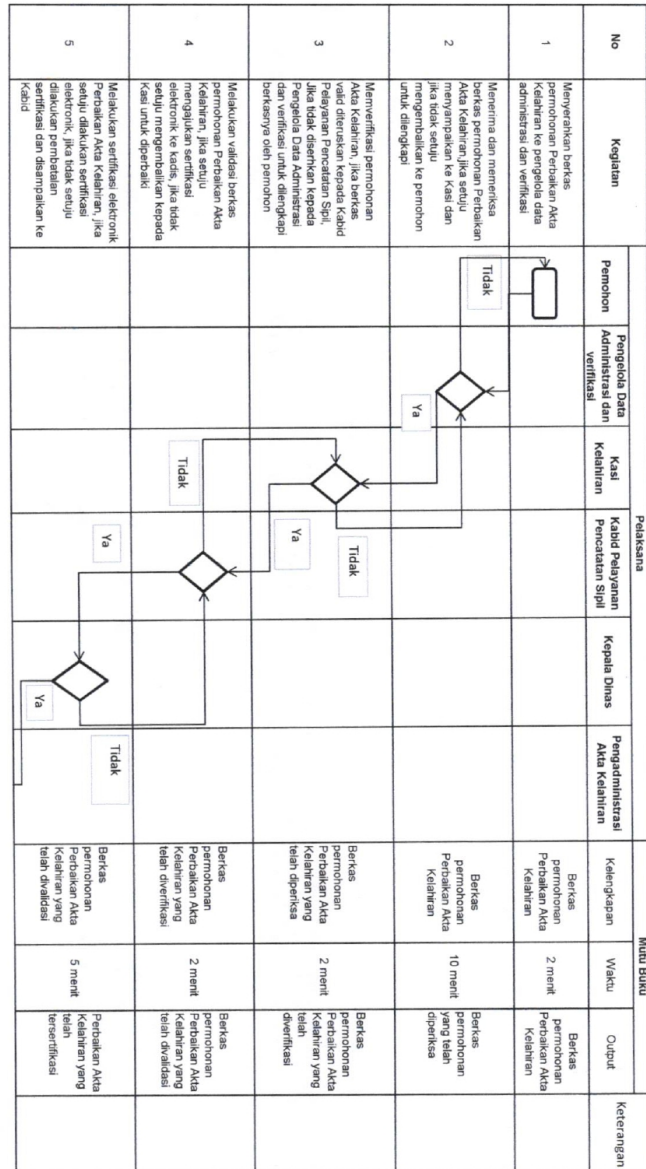 No
Kegiatan
Pelaksana
Mutu Buku
Keterangan
Pemohon
Pengelola Data
Administrasi dan
verifikasi
Kasi
Kelahiran
Kabid Pelayanan
Pencatatan Sipil
Kepala Dinas
Pengadministrasi
Akta Kelahiran
Kelengkapan
Waktu
Output
1
Menyerahkan berkas
permohonan Perbaikan Akta
Kelahiran ke pengelola data
administrasi dan verifikasi
Berkas
permohonan
Perbaikan Akta
Kelahiran
2 menit
Berkas
permohonan
Perbaikan Akta
Kelahiran
2
Menerima dan memeriksa
berkas permohonan Perbaikan
Akta Kelahiran,jika setuju
menyampaikan ke Kasi dan
jika tidak setuju
mengembalikan ke pemohon
untuk dilengkapi
Tidak
Ya
Berkas
permohonan
Perbaikan Akta
Kelahiran
10 menit
Berkas
permohonan
yang telah
diperiksa
3
Memverifikasi permohonan
Akta Kelahiran, jika berkas
valid diteruskan kepada Kabid
Pelayanan Pencatatan Sipil,
Jika tidak diserhkan kepada
Pengelola Data Administrasi
dan verifikasi untuk dilengkapi
berkasnya oleh pemohon
Ya
Tidak
Berkas
permohonan
Perbaikan Akta
Kelahiran yang
telah diperiksa
2 menit
Berkas
permohonan
Perbaikan Akta
Kelahiran yang
telah
diverifikasi
4
Melakukan validasi berkas
permohonan Perbaikan Akta
Kelahiran, jika setuju
mengajukan sertifikasi
elektronik ke kadis, jika tidak
setuju mengembalikan kepada
Kasi untuk diperbaiki
Tidak
Berkas
permohonan
Perbaikan Akta
Kelahiran yang
telah diverifikasi
2 menit
Berkas
permohonan
Perbaikan Akta
Kelahiran yang
telah divalidasi
5
Melakukan sertifikasi elektronik
Perbaikan Akta Kelahiran, jika
setuju dilakukan sertifikasi
elektronik, jika tidak setuju
dilakukan pembatalan
sertifikasi dan disampaikan ke
Kabid
Ya
Ya
Tidak
Berkas
permohonan
Perbaikan Akta
Kelahiran yang
telah divalidasi
5 menit
Perbaikan Akta
Kelahiran yang
telah
tersertifikasi